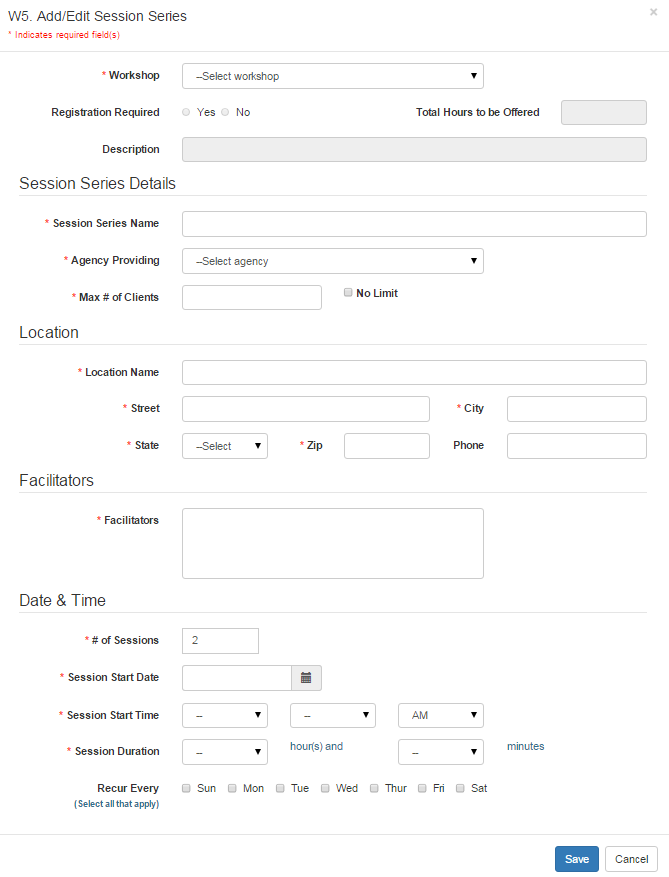 W5. Add/Edit Session Series ×
* Indicates required field(s)
* Workshop --Select workshop
Registration Required Yes No Total Hours to be Offered
Description
Session Series Details
* Session Series Name
* Agency Providing --Select agency
* Max # of Clients No Limit
Location
* Location Name
* Street * City
* State --Select * Zip Phone
Facilitators
* Facilitators
Date & Time
* # of Sessions 2
* Session Start Date
* Session Start Time -- -- AM
* Session Duration -- hour(s) and -- minutes
Recur Every Sun Mon Tue Wed Thur Fri Sat
(Select all that apply)
Save Cancel